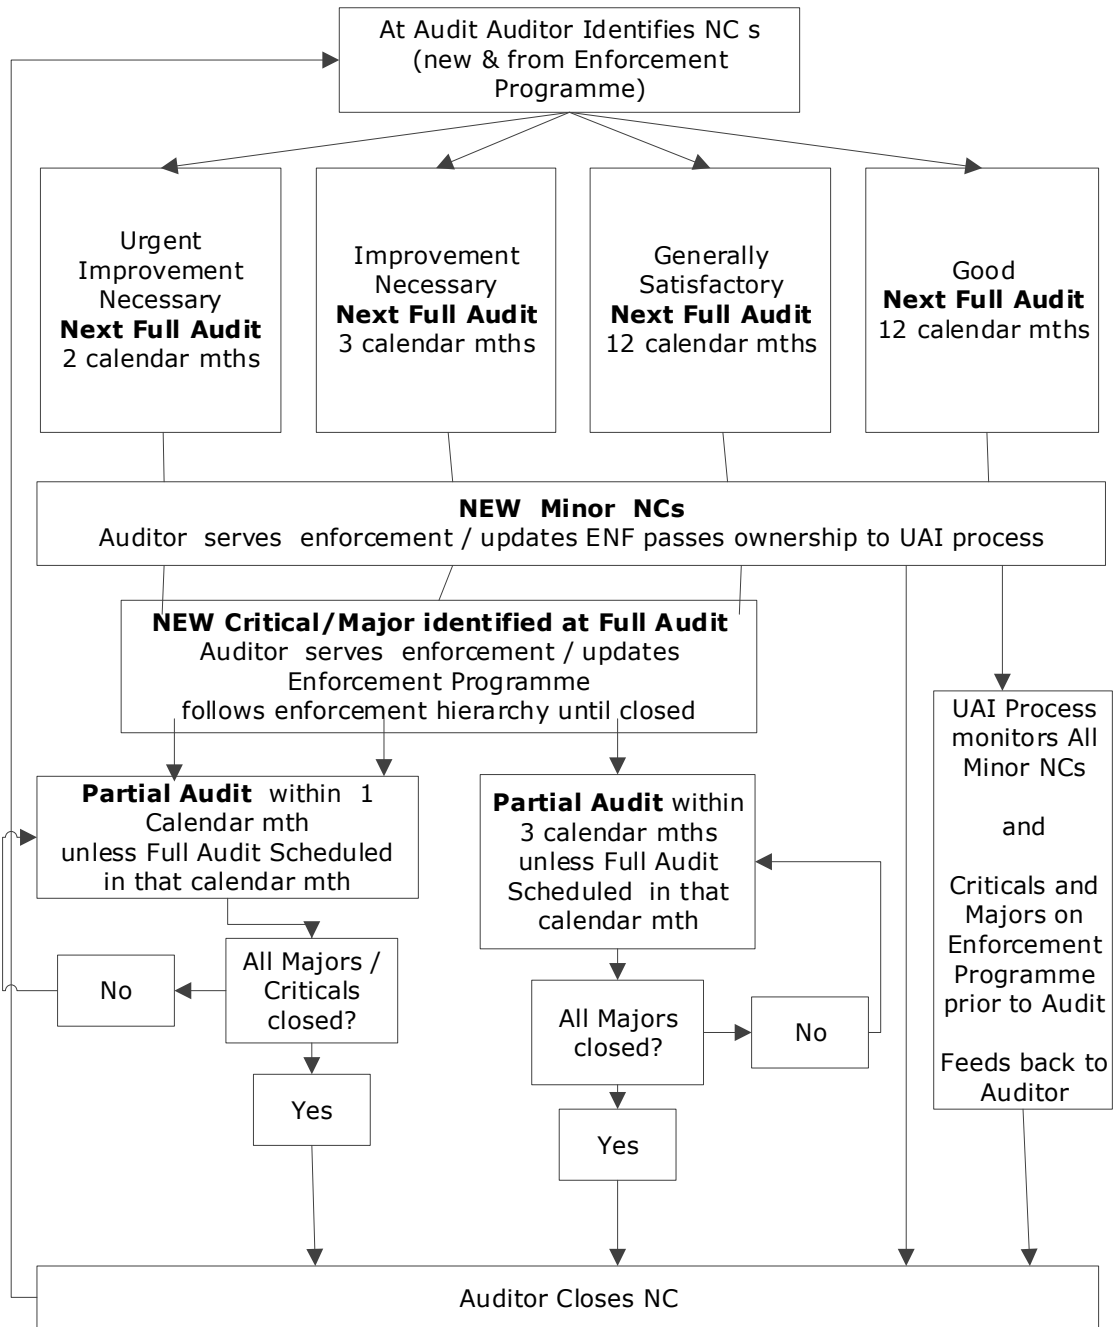 At Audit Auditor Identifies NC s
(new & from Enforcement
Programme)
Urgent
Improvement
Necessary
Next Full Audit
2 calendar mths
Improvement
Necessary
Next Full Audit
3 calendar mths
Generally
Satisfactory
Next Full Audit
12 calendar mths
Good
Next Full Audit
12 calendar mths
NEW Minor NCs
Auditor serves enforcement / updates ENF passes ownership to UAI process
NEW Critical/Major identified at Full Audit
Auditor serves enforcement / updates
Enforcement Programme
follows enforcement hierarchy until closed
Partial Audit within 1
Calendar mth
unless Full Audit Scheduled
in that calendar mth
Partial Audit within
3 calendar mths
unless Full Audit
Scheduled in that
calendar mth
UAI Process
monitors All
Minor NCs
and
Criticals and
Majors on
Enforcement
Programme
prior to Audit
Feeds back to
Auditor
No
All Majors /
Criticals
closed?
All Majors
closed?
No
Yes
Yes
Auditor Closes NC